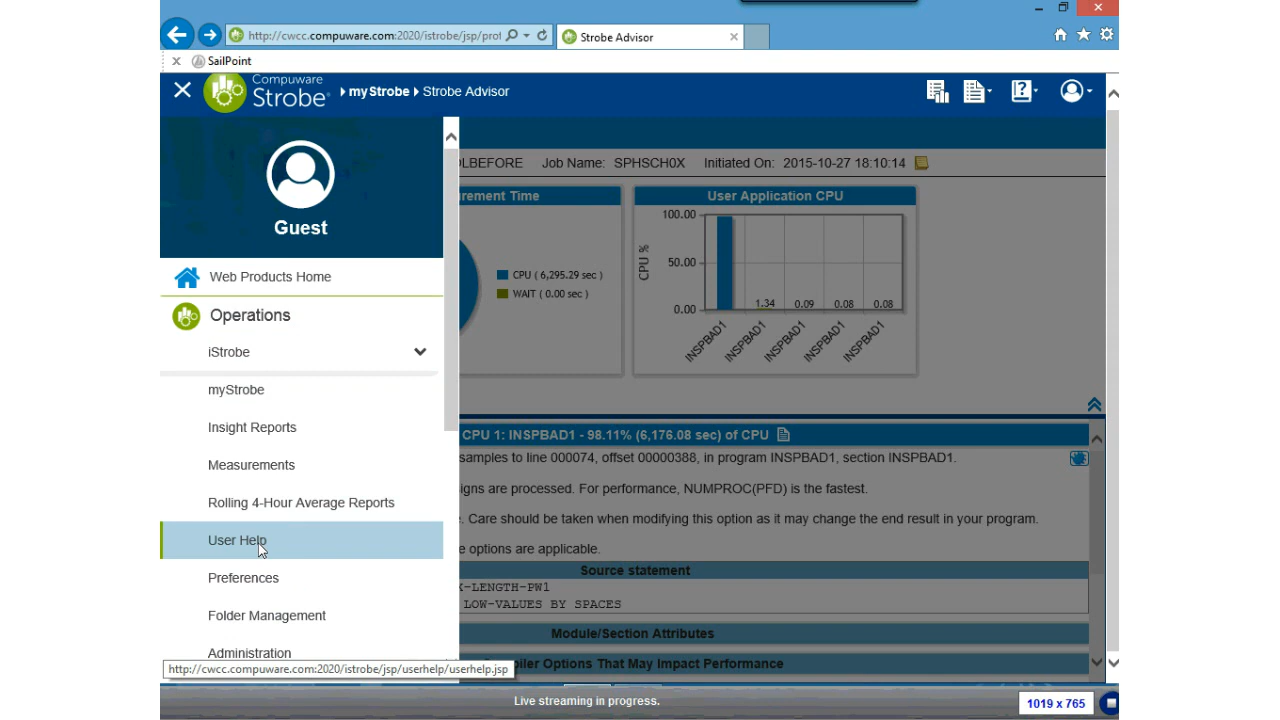 http://cwcc.compuware.com:2020/istrobe/jsp/prof
Strobe Advisor
SailPoint
Compuware
Strobe
myStrobe
Strobe Advisor
Guest
Web Products Home
Operations
iStrobe
myStrobe
Insight Reports
Measurements
Rolling 4-Hour Average Reports
User Help
Preferences
Folder Management
Administration
http://cwcc.compuware.com:2020/istrobe/jsp/userhelp/userhelp.jsp
OLBEFORE Job Name: SPHSCH0X Initiated On: 2015-10-27 18:10:14
urement Time
CPU ( 6,295.29 sec )
WAIT ( 0.00 sec )
User Application CPU
CPU %
100.00
50.00
0.00
1.34 0.09 0.08 0.08
INSPBAD1 INSPBAD1 INSPBAD1 INSPBAD1 INSPBAD1
CPU 1: INSPBAD1 - 98.11% (6,176.08 sec) of CPU
samples to line 000074, offset 00000388, in program INSPBAD1, section INSPBAD1.
igns are processed. For performance, NUMPROC(PFD) is the fastest.
. Care should be taken when modifying this option as it may change the end result in your program.
e options are applicable.
Source statement
X-LENGTH-PW1
LOW-VALUES BY SPACES
Module/Section Attributes
piler Options That May Impact Performance
Live streaming in progress.
1019 x 765